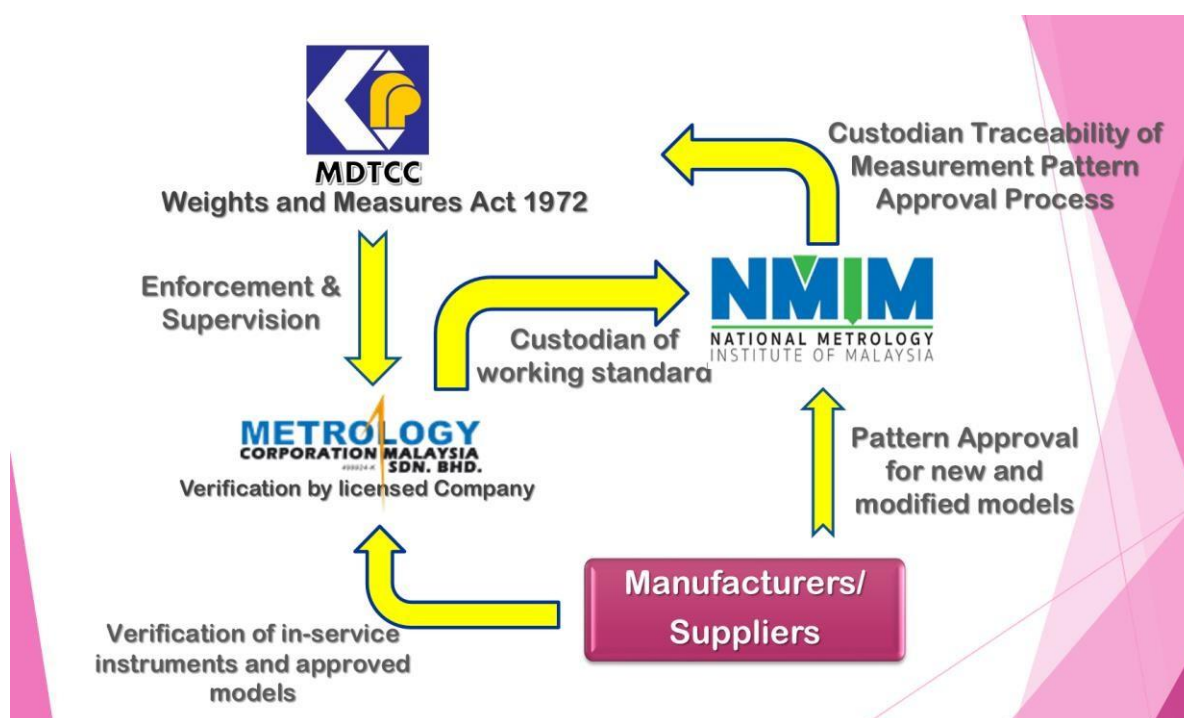 MDTCC
Weights and Measures Act 1972
Custodian Traceability of
Measurement Pattern
Approval Process
Enforcement &
Supervision
NMIM
NATIONAL METROLOGY
INSTITUTE OF MALAYSIA
Custodian of
working standard
METROLOGY
CORPORATION MALAYSIA
SDN. BHD.
Verification by licensed Company
Pattern Approval
for new and
modified models
Manufacturers/
Suppliers
Verification of in-service
instruments and approved
models